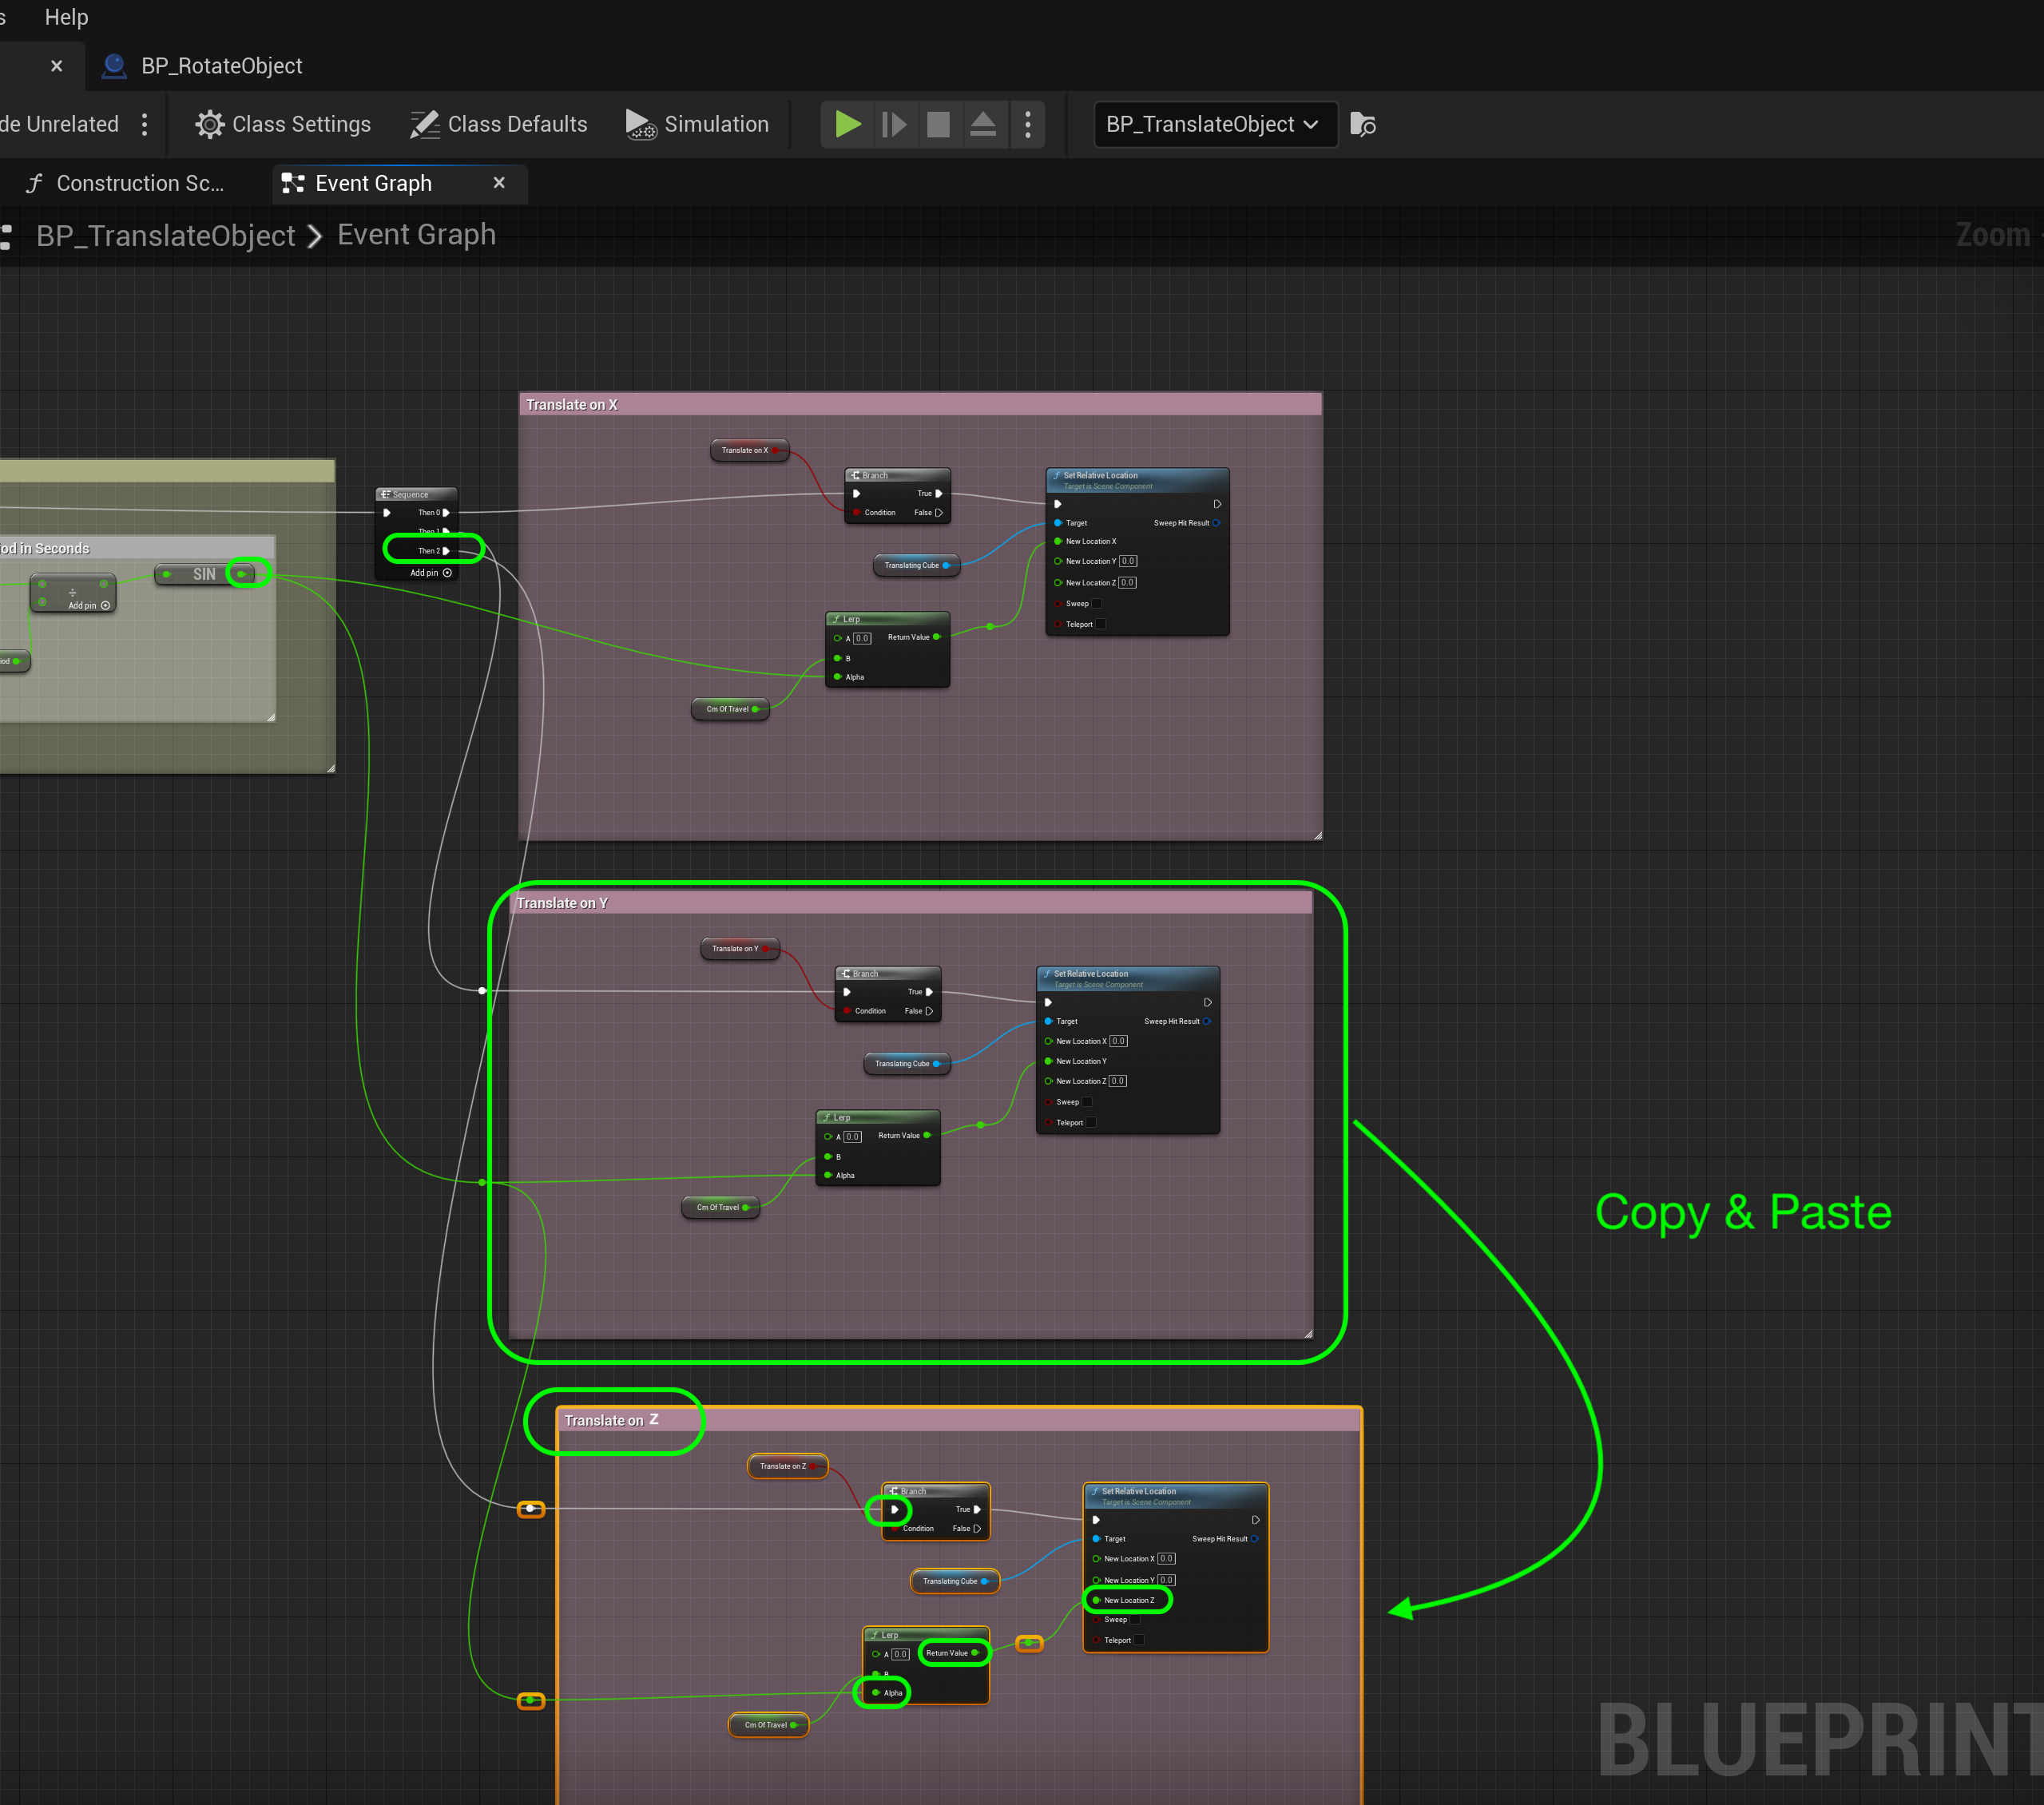 Help
BP_RotateObject
de Unrelated
Class Settings
Class Defaults
Simulation
BP_TranslateObject
Construction Sc...
Event Graph
BP_TranslateObject > Event Graph
Zoom
Translate on X
Translate on X
Branch
True
Condition
False
Set Relative Location
Target is Scene Component
Target
Sweep Hit Result
New Location X
New Location Y 0.0
New Location Z 0.0
Sweep
Teleport
Translating Cube
Lerp
A 0.0
Return Value
B
Alpha
Cm Of Travel
Sequence
Then 0
Then 1
Then 2
Add pin
od in Seconds
SIN
÷
Add pin
iod
Translate on Y
Translate on Y
Branch
True
Condition
False
Set Relative Location
Target is Scene Component
Target
Sweep Hit Result
New Location X 0.0
New Location Y
New Location Z 0.0
Sweep
Teleport
Translating Cube
Lerp
A 0.0
Return Value
B
Alpha
Cm Of Travel
Copy & Paste
Translate on Z
Translate on Z
Branch
True
Condition
False
Set Relative Location
Target is Scene Component
Target
Sweep Hit Result
New Location X 0.0
New Location Y 0.0
New Location Z
Sweep
Teleport
Translating Cube
Lerp
A 0.0
Return Value
B
Alpha
Cm Of Travel
BLUEPRINT